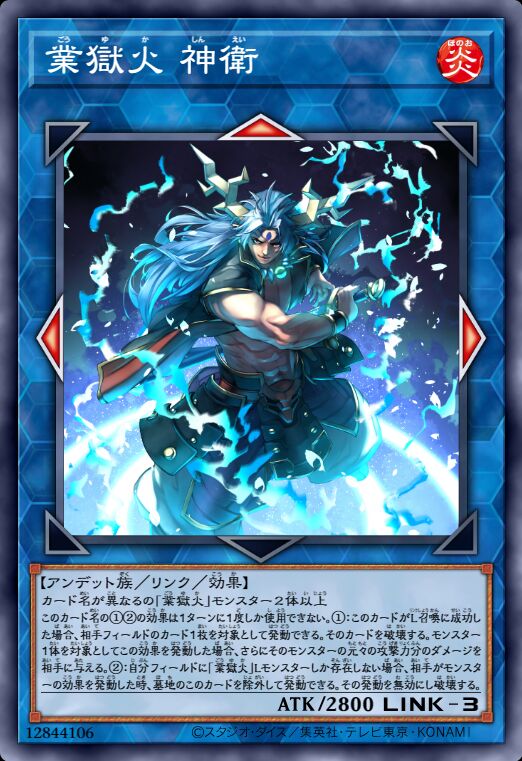 業獄火 神衛
炎
【アンデット族／リンク／効果】
カード名が異なるの「業獄火」モンスター２体以上
このカード名の①②の効果は1ターンに1度しか使用できない。①：このカードがL召喚に成功し
た場合、相手フィールドのカード1枚を対象として発動できる。そのカードを破壊する。モンスター
1体を対象としてこの効果を発動した場合、さらにそのモンスターの元々の攻撃力分のダメージを
相手に与える。②：自分フィールドに「業獄火」Lモンスターしか存在しない場合、相手がモンスター
の効果を発動した時、墓地のこのカードを除外して発動できる。その発動を無効にし破壊する。
ATK/2800 LINK-3
12844106 ©スタジオ・ダイス／集英社・テレビ東京・KONAMI